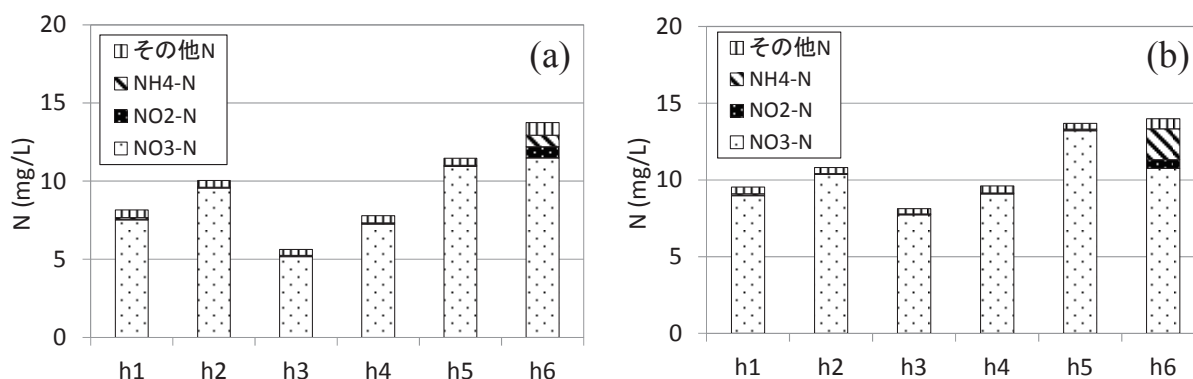 (a)
N (mg/L)
20
15
10
5
0
その他N
NH4-N
NO2-N
NO3-N
h1 h2 h3 h4 h5 h6
(b)
N (mg/L)
20
15
10
5
0
その他N
NH4-N
NO2-N
NO3-N
h1 h2 h3 h4 h5 h6